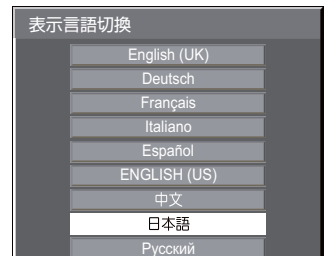 表示言語切換
English (UK)
Deutsch
Français
Italiano
Español
ENGLISH (US)
中文
日本語
Русский